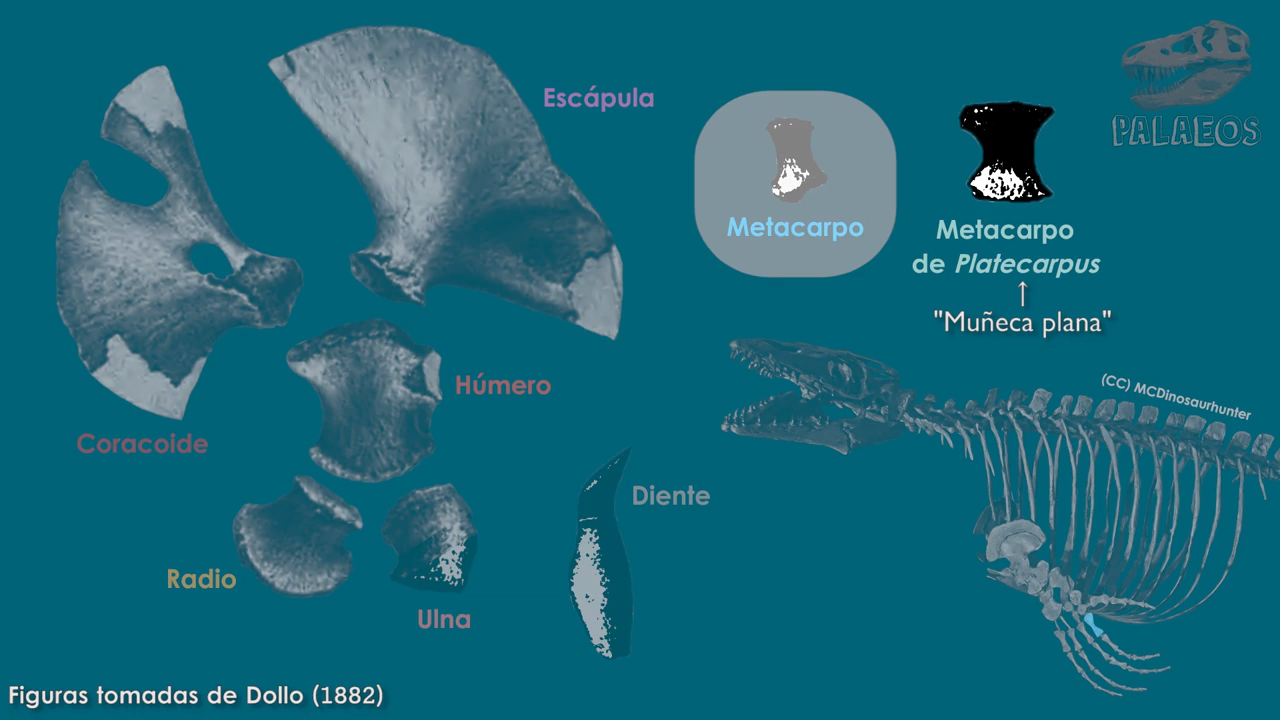 PALAEOS
Escápula
Metacarpo
Metacarpo
de Platecarpus
↑
"Muñeca plana"
(CC) MCDinosaurhunter
Húmero
Coracoide
Diente
Radio
Ulna
Figuras tomadas de Dollo (1882)